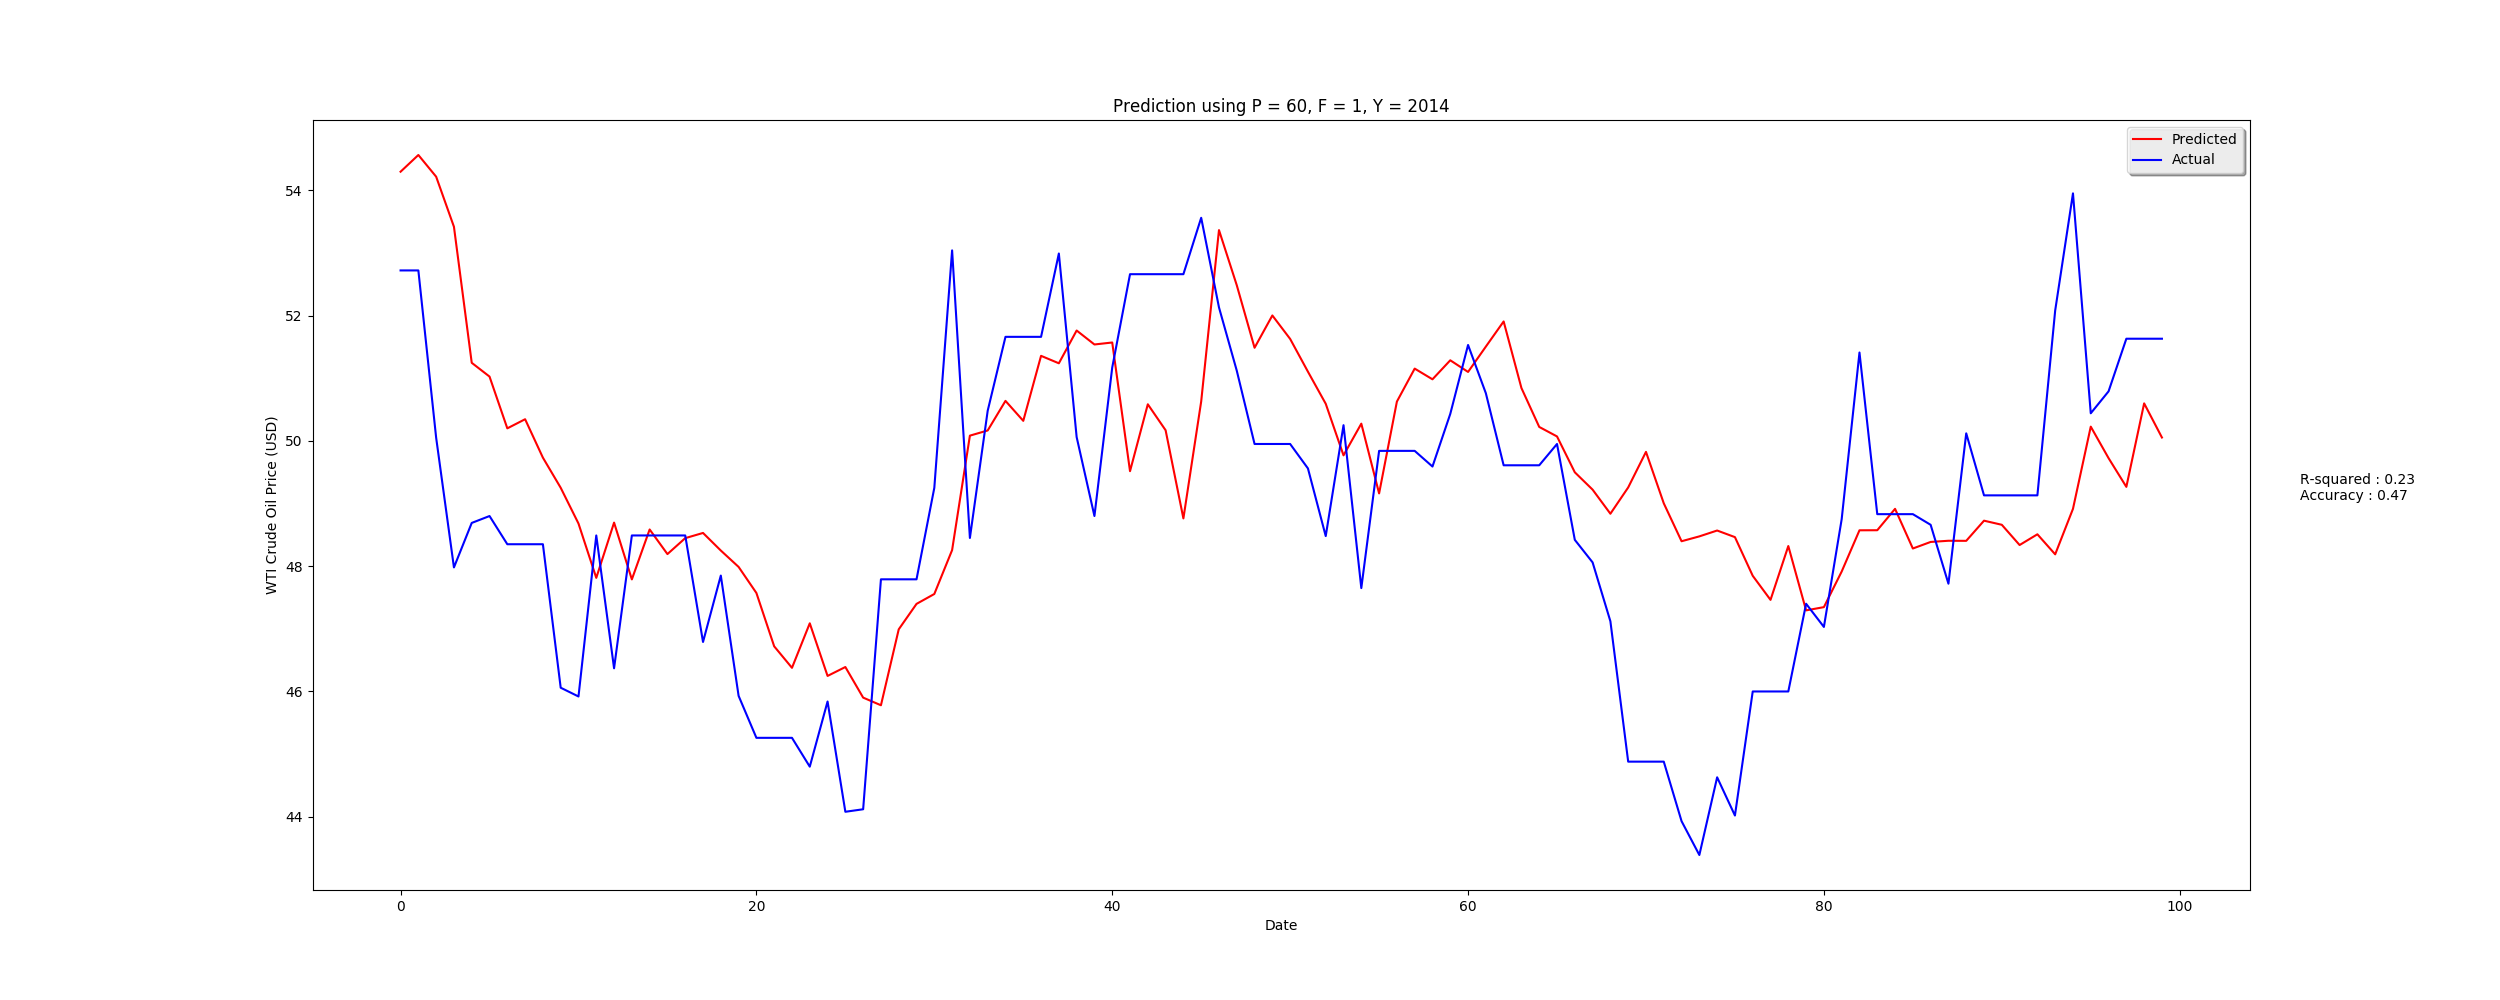 Prediction using P = 60, F = 1, Y = 2014
Predicted
Actual
54
52
50
48
46
44
WTI Crude Oil Price (USD)
0
20
40
60
80
100
Date
R-squared : 0.23
Accuracy : 0.47